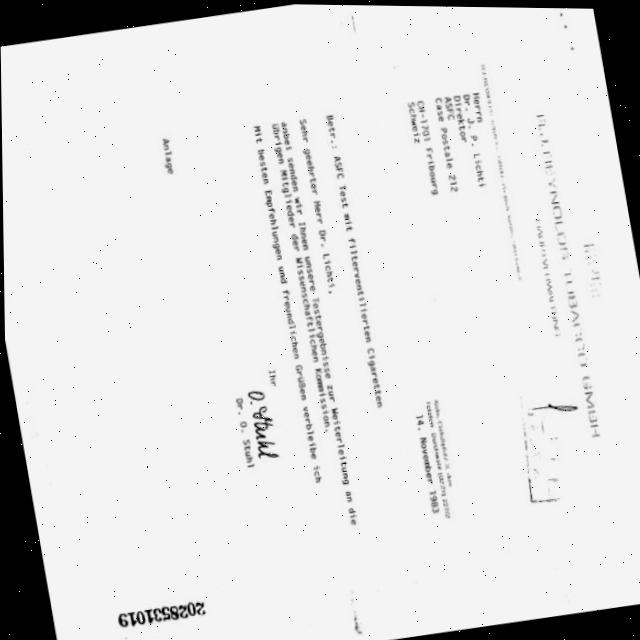 R.J. REYNOLDS TOBACCO GMBH
Herrn
Dr. J. P. Lichti
Direktor
ASFC
Case Postale 212
CH-1701 Fribourg
Schweiz
14. November 1983
Betr.: ASFC Test mit filterventilierten Cigaretten
Sehr geehrter Herr Dr. Lichti,
anbei senden wir Ihnen unsere Testergebnisse zur Weiterleitung an die
übrigen Mitglieder der Wissenschaftlichen Kommission.
Mit besten Empfehlungen und freundlichen Grüßen verbleibe ich
Ihr
O. Stuhl
Dr. O. Stuhl
Anlage
2028531019